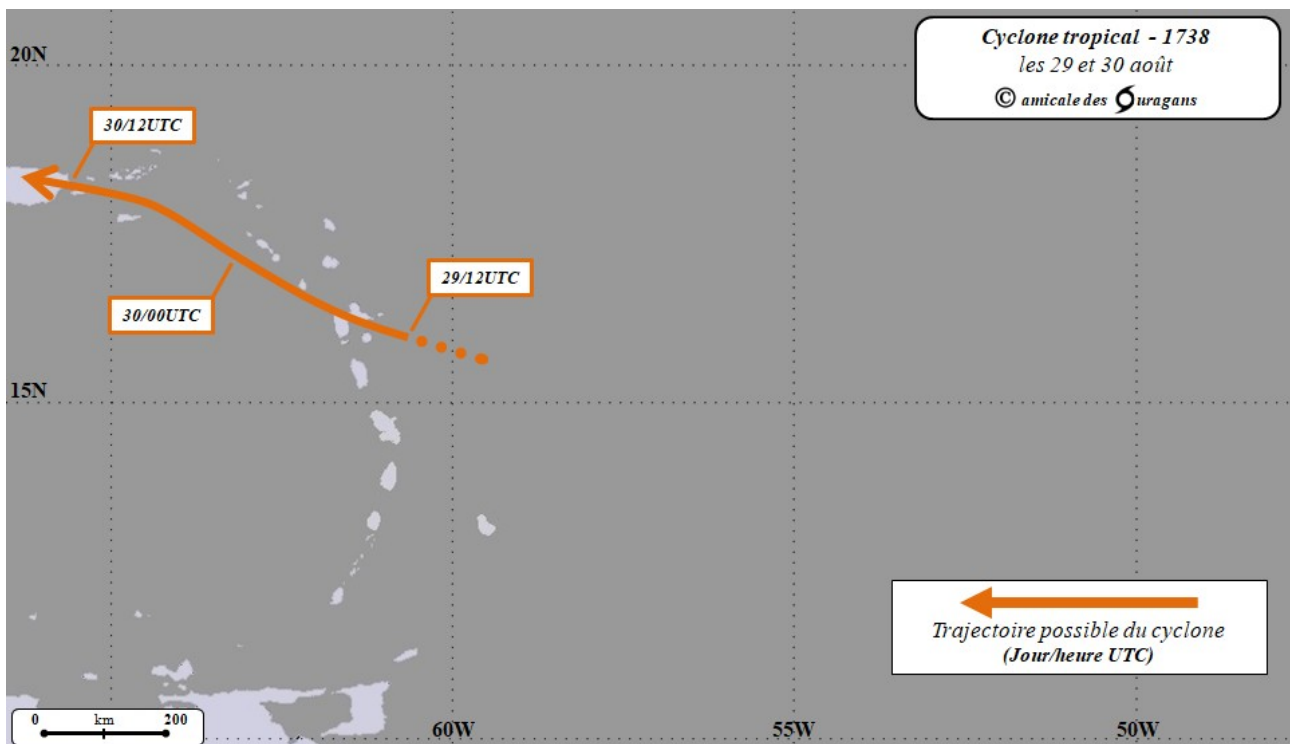 Cyclone tropical - 1738
les 29 et 30 août
© amicale des Ouragans
20N
30/12UTC
29/12UTC
30/00UTC
15N
Trajectoire possible du cyclone
(Jour/heure UTC)
0 km 200
60W
55W
50W